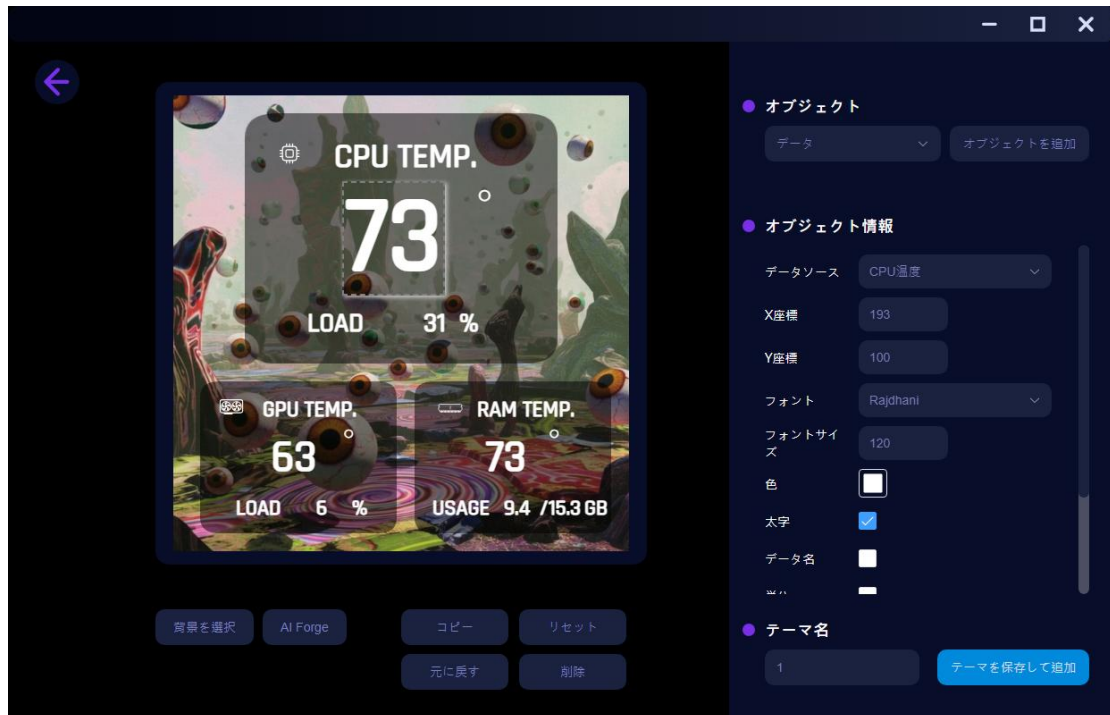 CPU TEMP.
73°
LOAD 31 %
GPU TEMP.
63°
LOAD 6 %
RAM TEMP.
73°
USAGE 9.4 /15.3 GB
背景を選択
AI Forge
コピー
リセット
元に戻す
削除
オブジェクト
データ
オブジェクトを追加
オブジェクト情報
データソース
CPU温度
X座標
193
Y座標
100
フォント
Rajdhani
フォントサイ
ズ
120
色
太字
データ名
テーマ名
1
テーマを保存して追加